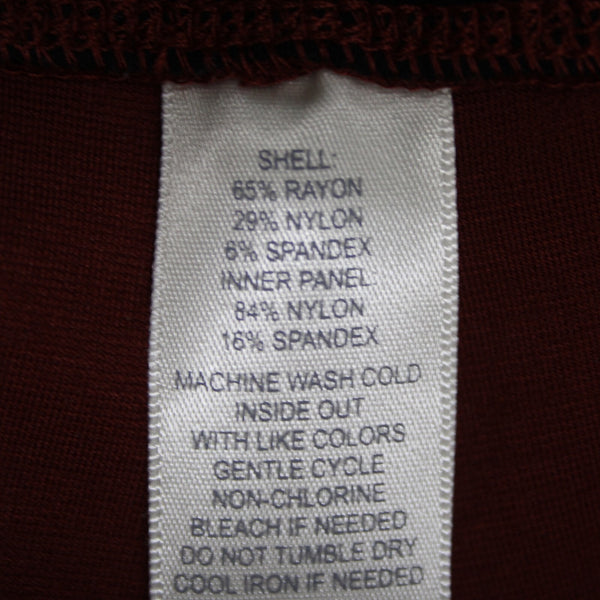 SHELL:
65% RAYON
29% NYLON
6% SPANDEX
INNER PANEL
84% NYLON
16% SPANDEX
MACHINE WASH COLD
INSIDE OUT
WITH LIKE COLORS
GENTLE CYCLE
NON-CHLORINE
BLEACH IF NEEDED
DO NOT TUMBLE DRY
COOL IRON IF NEEDED